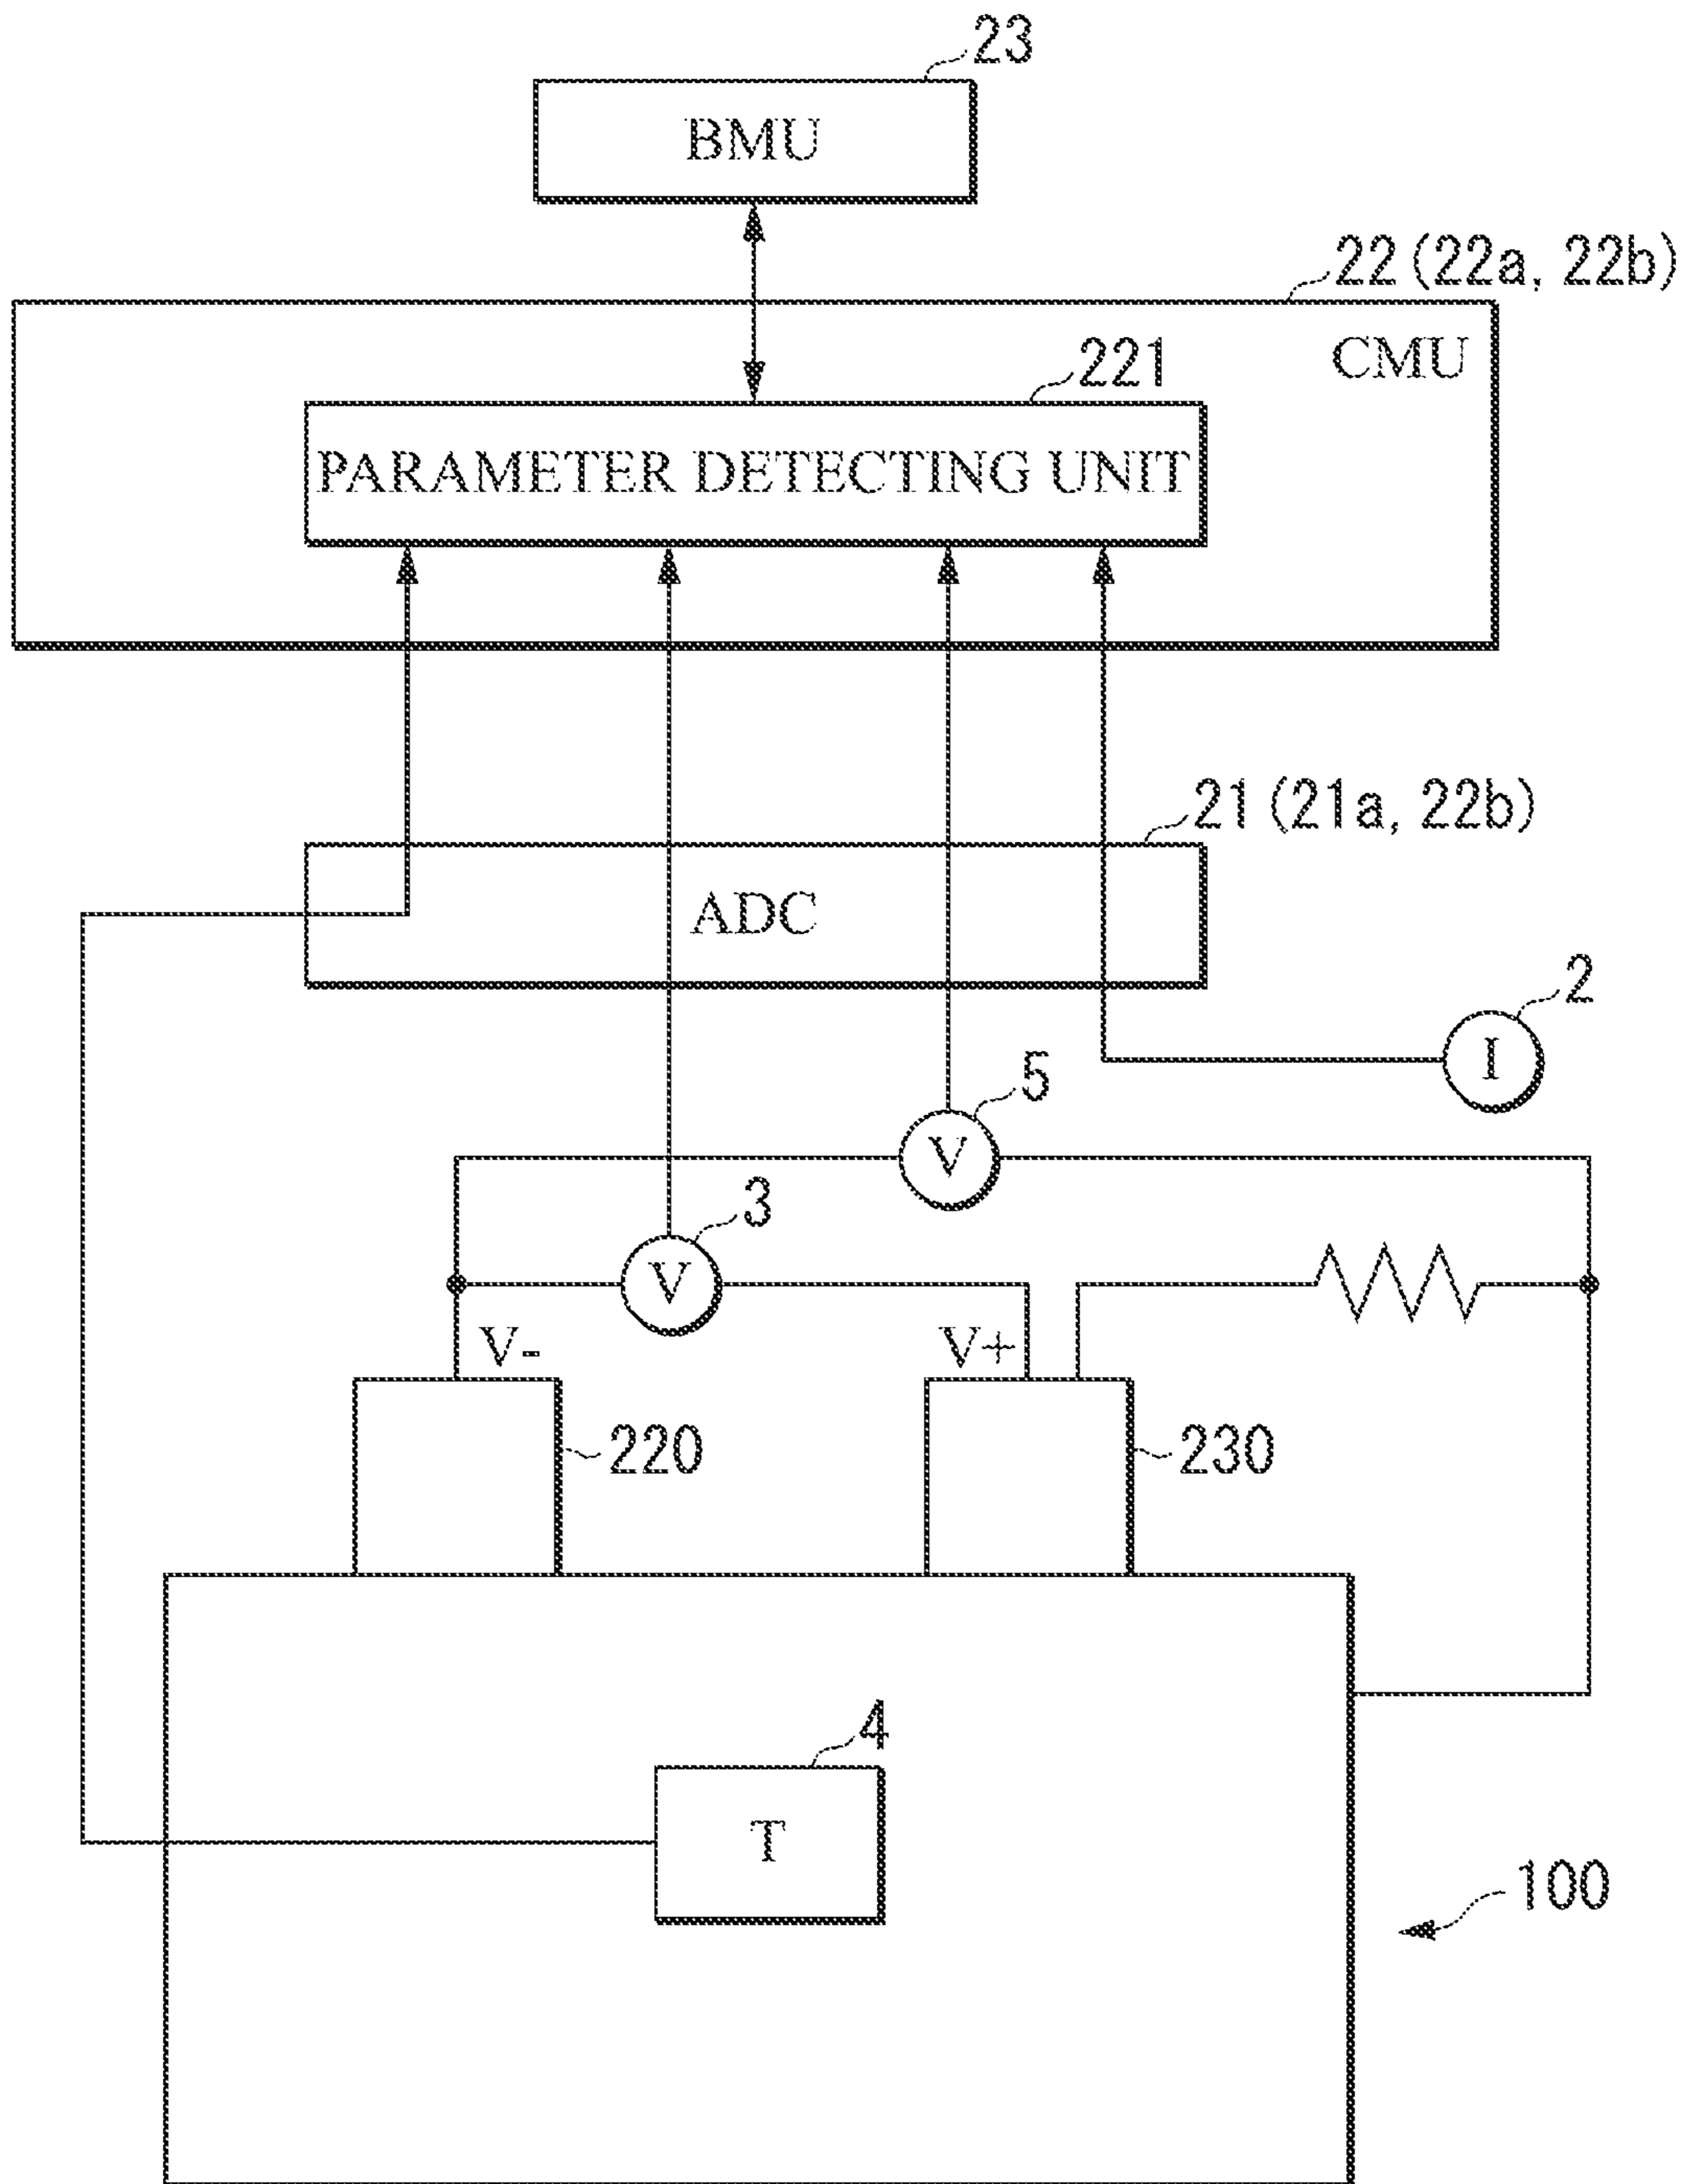 23
BMU
22 (22a, 22b)
CMU
221
PARAMETER DETECTING UNIT
21 (21a, 22b)
ADC
2
I
5
V
3
V
V-
V+
220
230
4
T
100